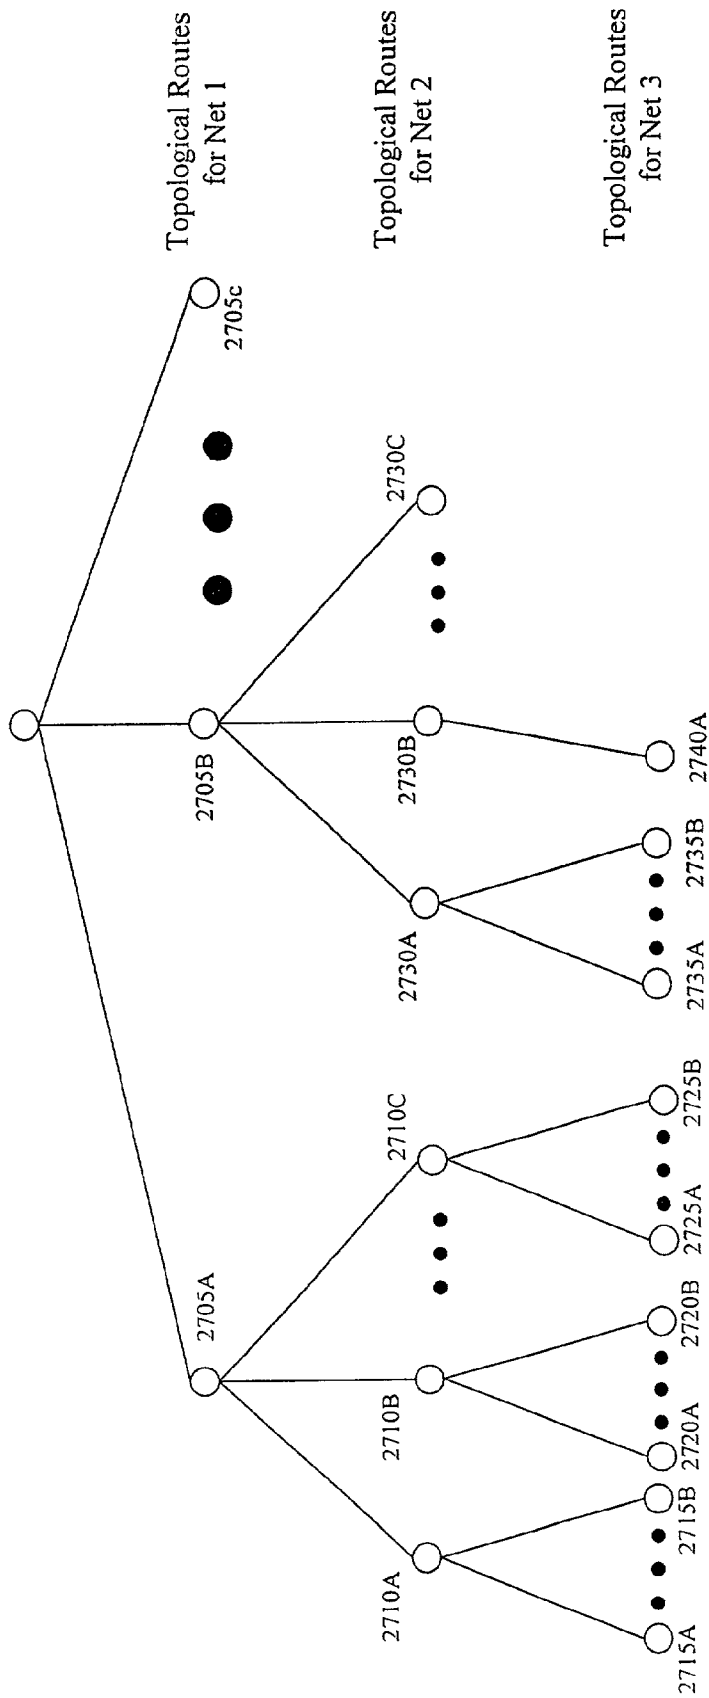 2705A
2705B
2705c
Topological Routes
for Net 1
2710A
2710B
2710C
2730A
2730B
2730C
Topological Routes
for Net 2
2715A
2715B
2720A
2720B
2725A
2725B
2735A
2735B
2740A
Topological Routes
for Net 3